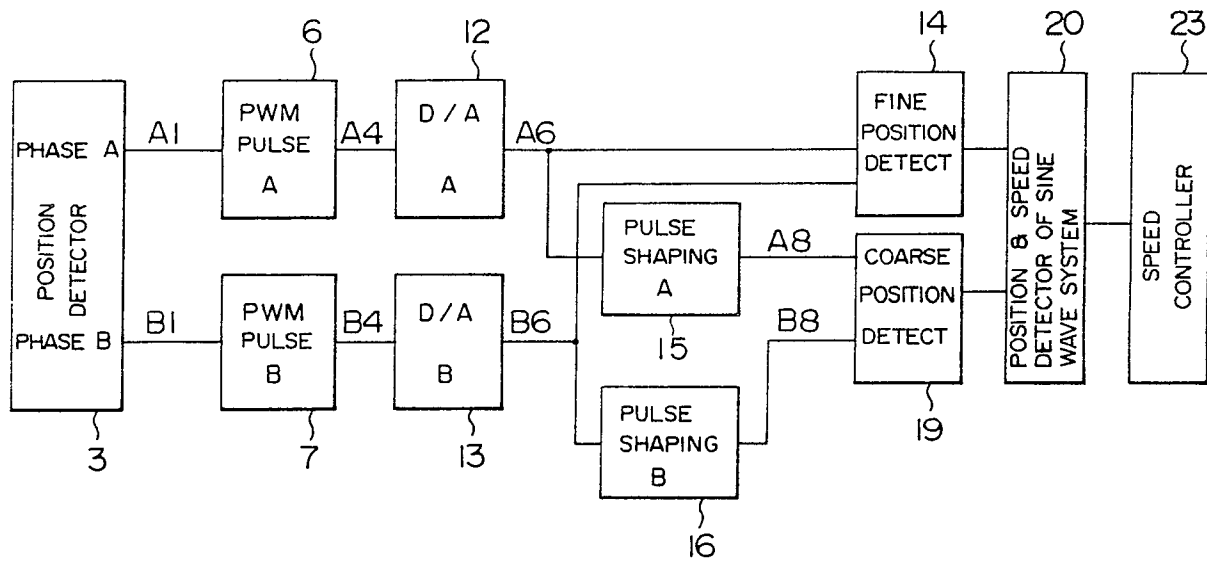 6
12
14
20
23
PHASE A
POSITION
DETECTOR
PHASE B
A1
B1
PWM
PULSE
A
A4
D/A
A
A6
PWM
PULSE
B
B4
D/A
B
B6
PULSE
SHAPING
A
A8
PULSE
SHAPING
B
B8
FINE
POSITION
DETECT
COARSE
POSITION
DETECT
POSITION & SPEED
DETECTOR OF SINE
WAVE SYSTEM
SPEED
CONTROLLER
3
7
13
15
16
19